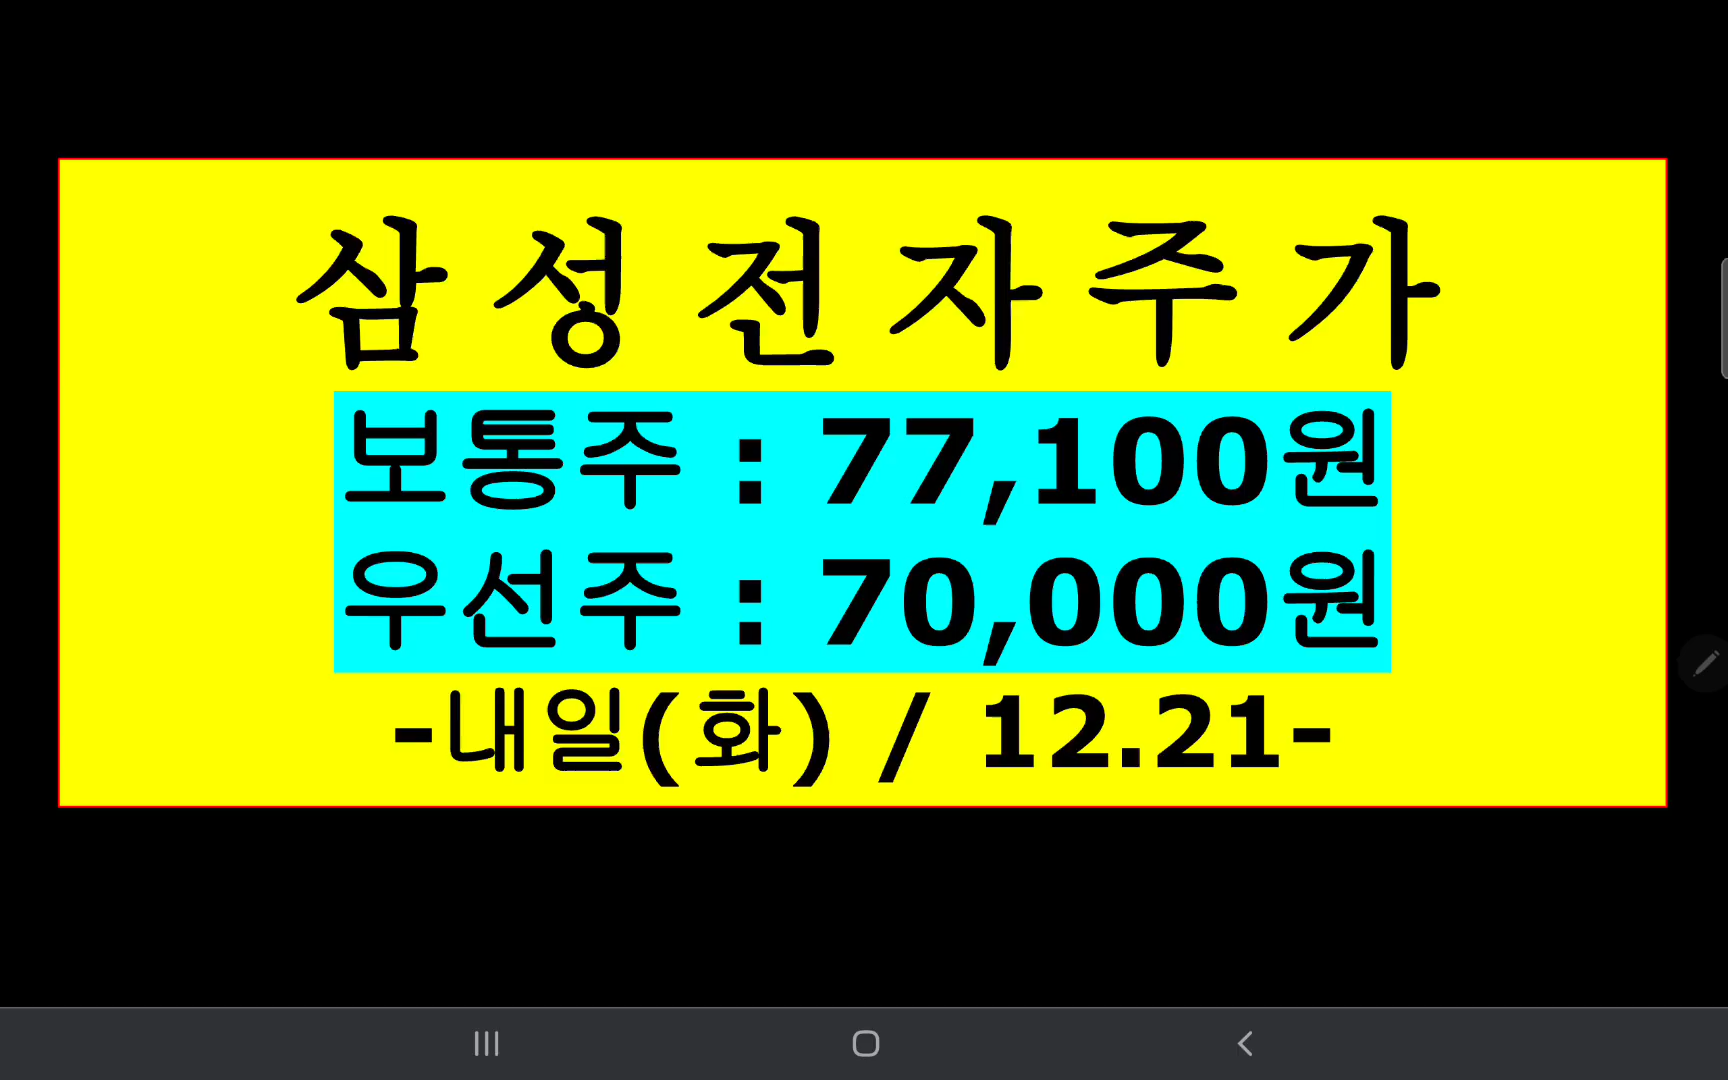 삼성전자주가
보통주 : 77,100원
우선주 : 70,000원
-내일(화) / 12.21-